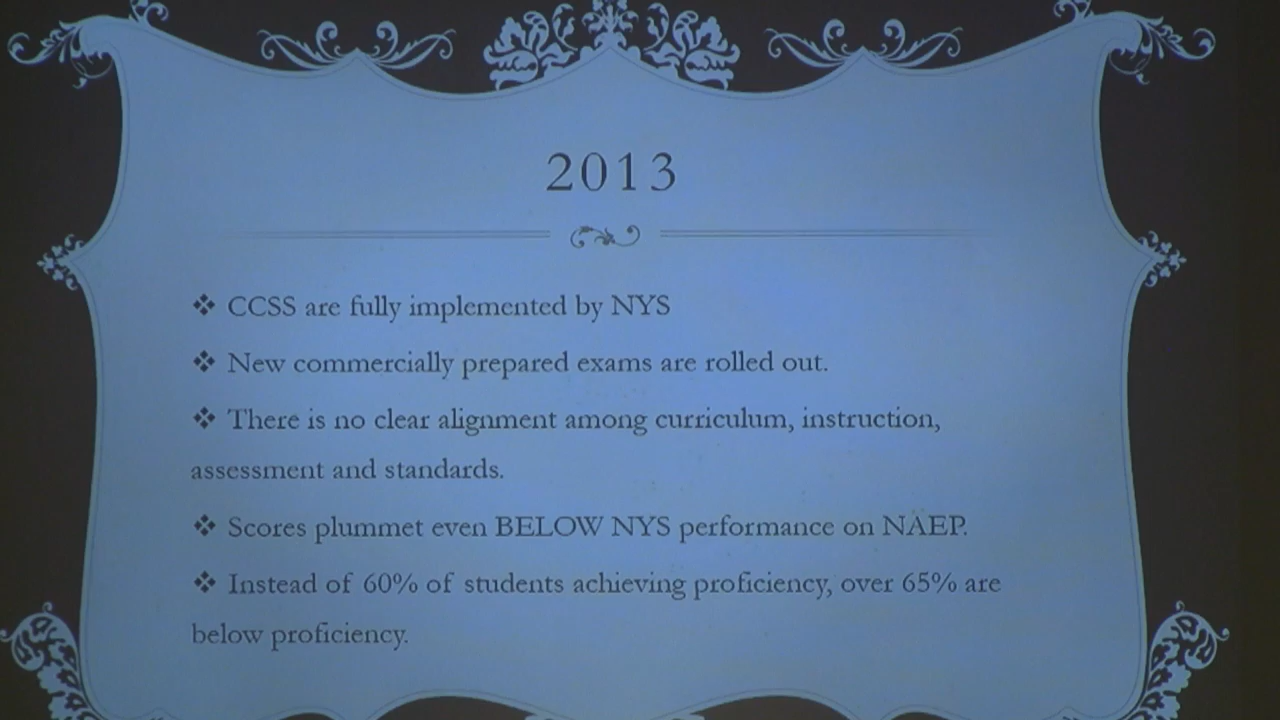 2013
❖ CCSS are fully implemented by NYS
❖ New commercially prepared exams are rolled out.
❖ There is no clear alignment among curriculum, instruction,
assessment and standards.
❖ Scores plummet even BELOW NYS performance on NAEP.
❖ Instead of 60% of students achieving proficiency, over 65% are
below proficiency.